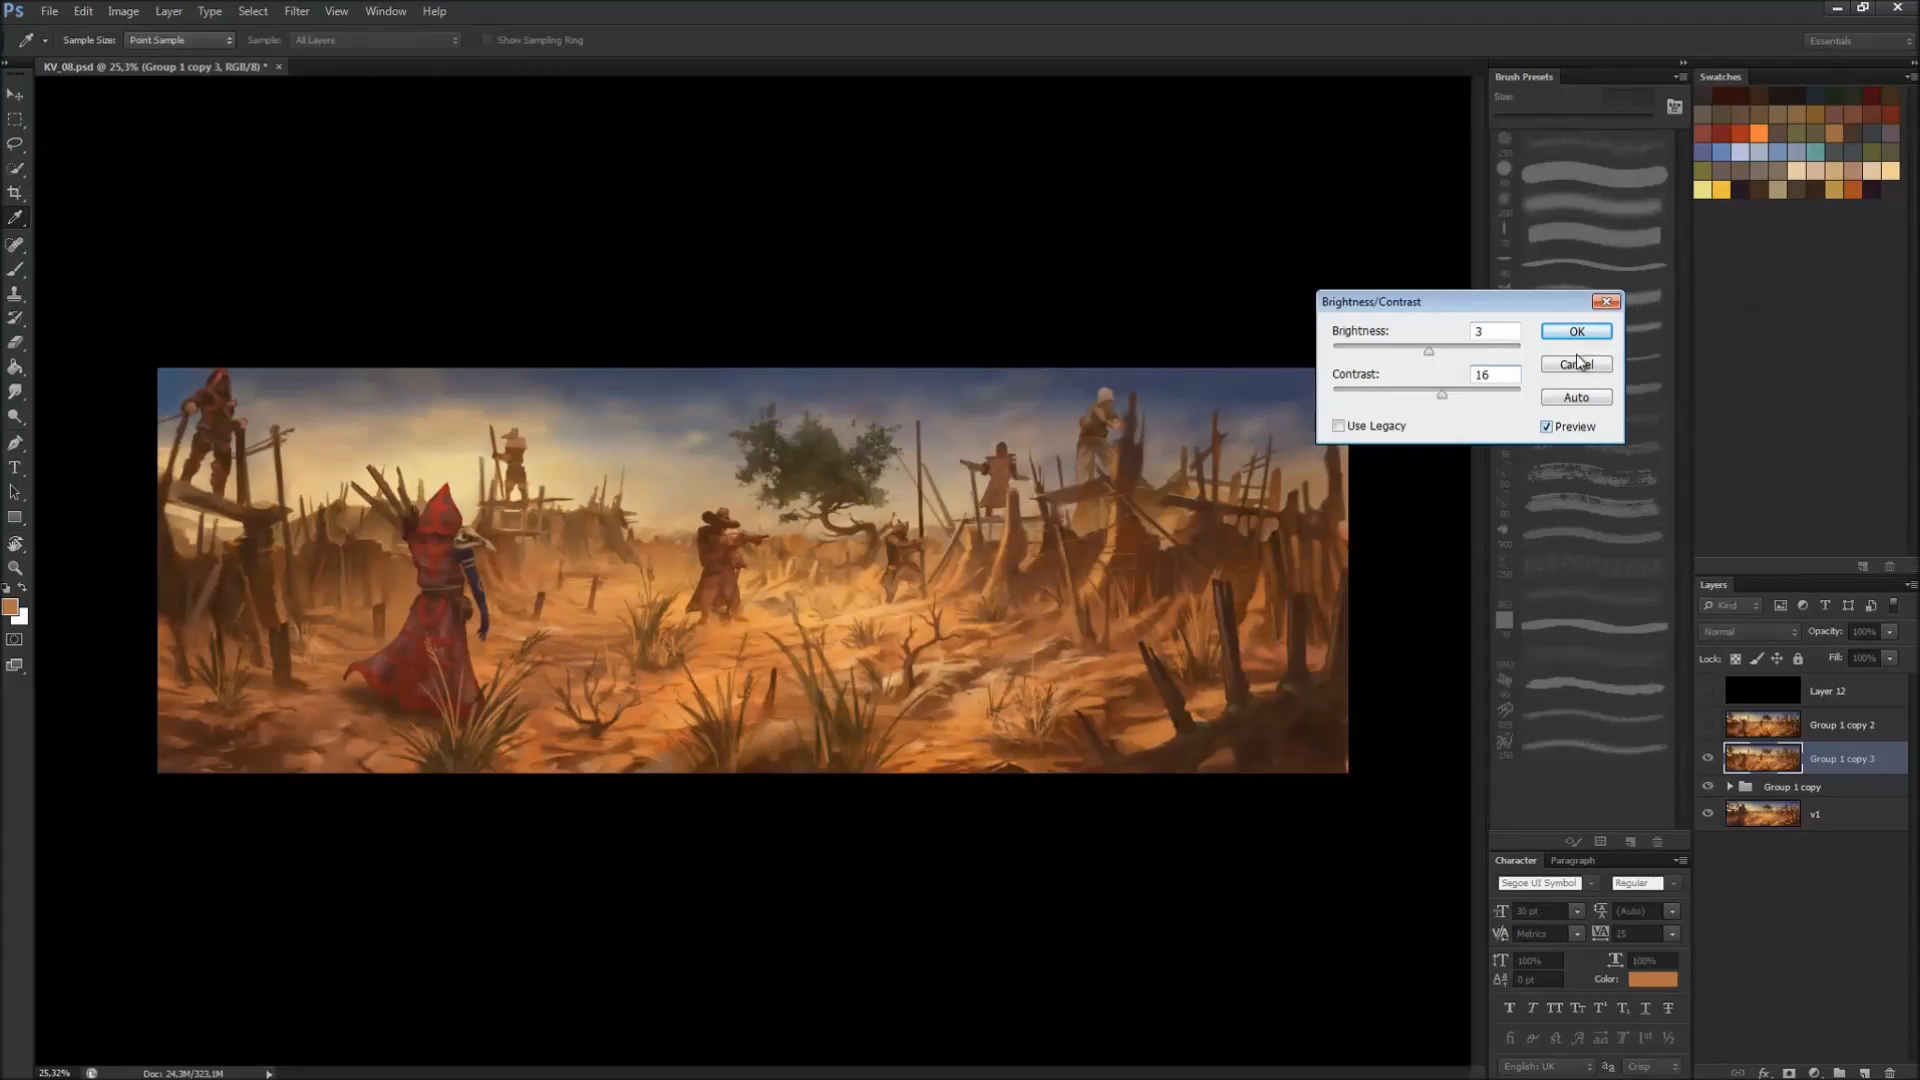 Ps File Edit Image Layer Type Select Filter View Window Help
Sample Size: Point Sample Sample: All Layers Show Sampling Ring Essentials
KV_08.psd @ 25,3% (Group 1 copy 3, RGB/8) * ×
Brush Presets
Size:
Swatches
Brightness/Contrast
Brightness: 3
OK
Cancel
Contrast: 16
Auto
Use Legacy
Preview
Layers
Kind
Normal Opacity: 100%
Lock: Fill: 100%
Layer 12
Group 1 copy 2
Group 1 copy 3
Group 1 copy
v1
Character Paragraph
Segoe UI Symbol Regular
30 pt (Auto)
Metrics 25
100% 100%
0 pt Color:
English: UK aa Crisp
25,32% Doc: 24,3M/323,1M